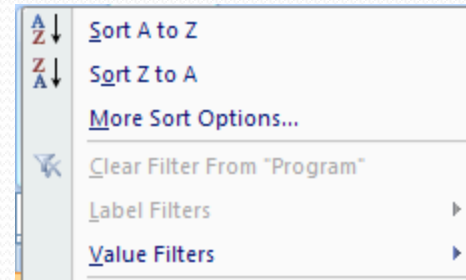 Sort A to Z
Sort Z to A
More Sort Options...
Clear Filter From "Program"
Label Filters
Value Filters